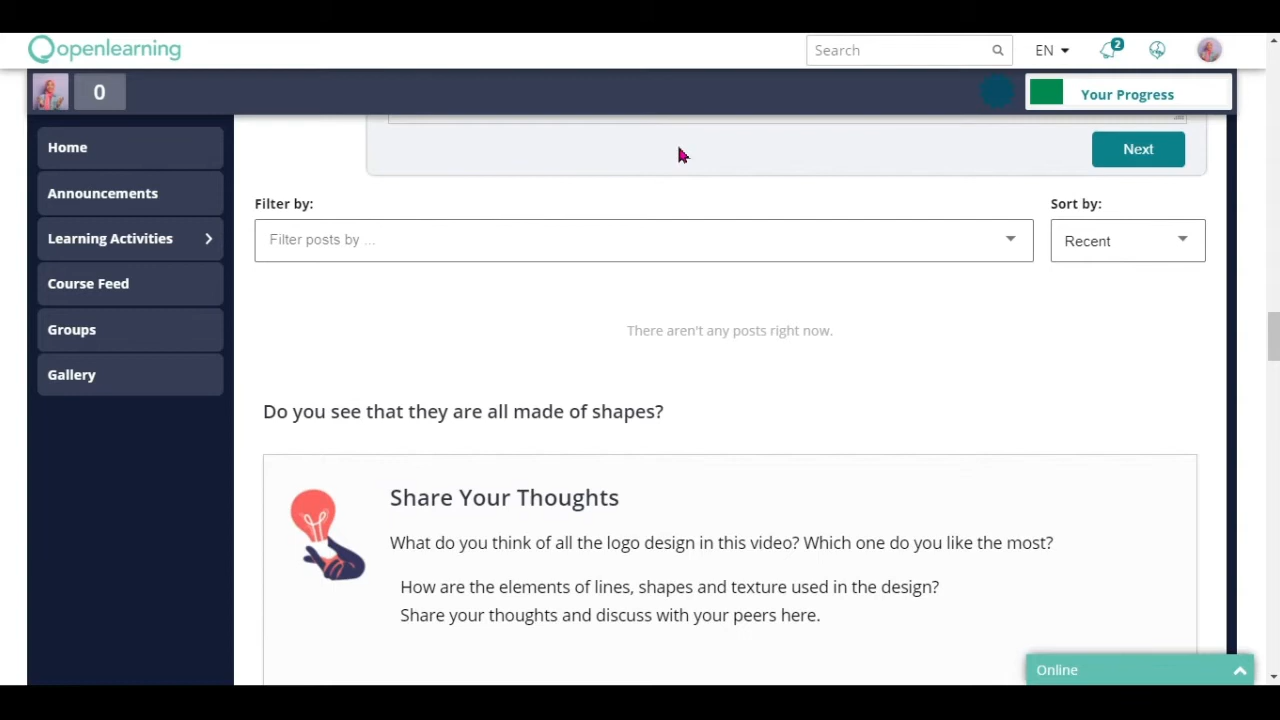 openlearning
Search
EN
2
0
Your Progress
Home
Announcements
Learning Activities
Course Feed
Groups
Gallery
Next
Filter by:
Sort by:
Filter posts by ...
Recent
There aren't any posts right now.
Do you see that they are all made of shapes?
Share Your Thoughts
What do you think of all the logo design in this video? Which one do you like the most?
How are the elements of lines, shapes and texture used in the design?
Share your thoughts and discuss with your peers here.
Online